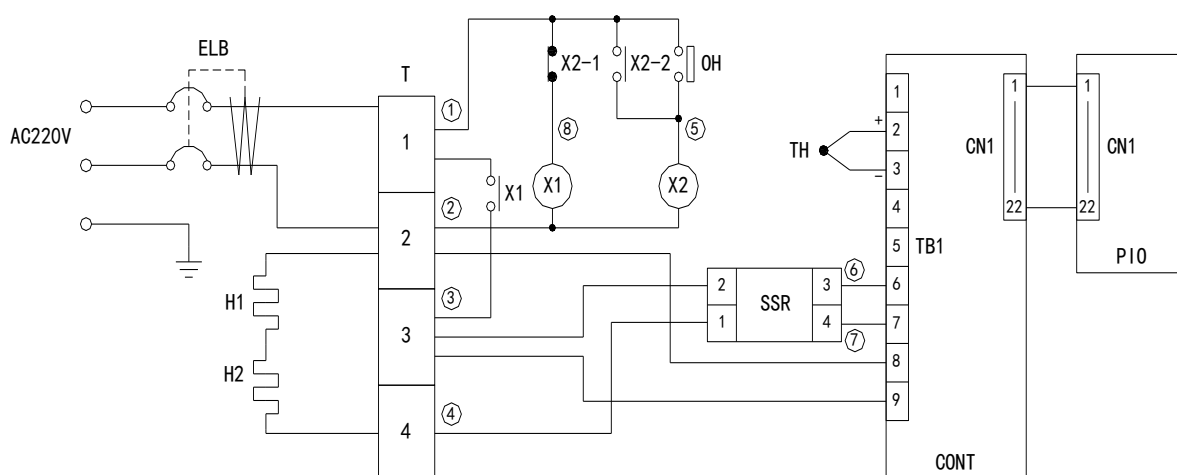 ELB
AC220V
T
1
2
3
4
①
②
③
④
H1
H2
X1
X2-1
X2-2
OH
⑧
⑤
X1
X2
TH
+
−
2
1
SSR
3
4
⑥
⑦
1
2
3
4
5
6
7
8
9
TB1
CONT
CN1
1
22
1
22
CN1
PIO